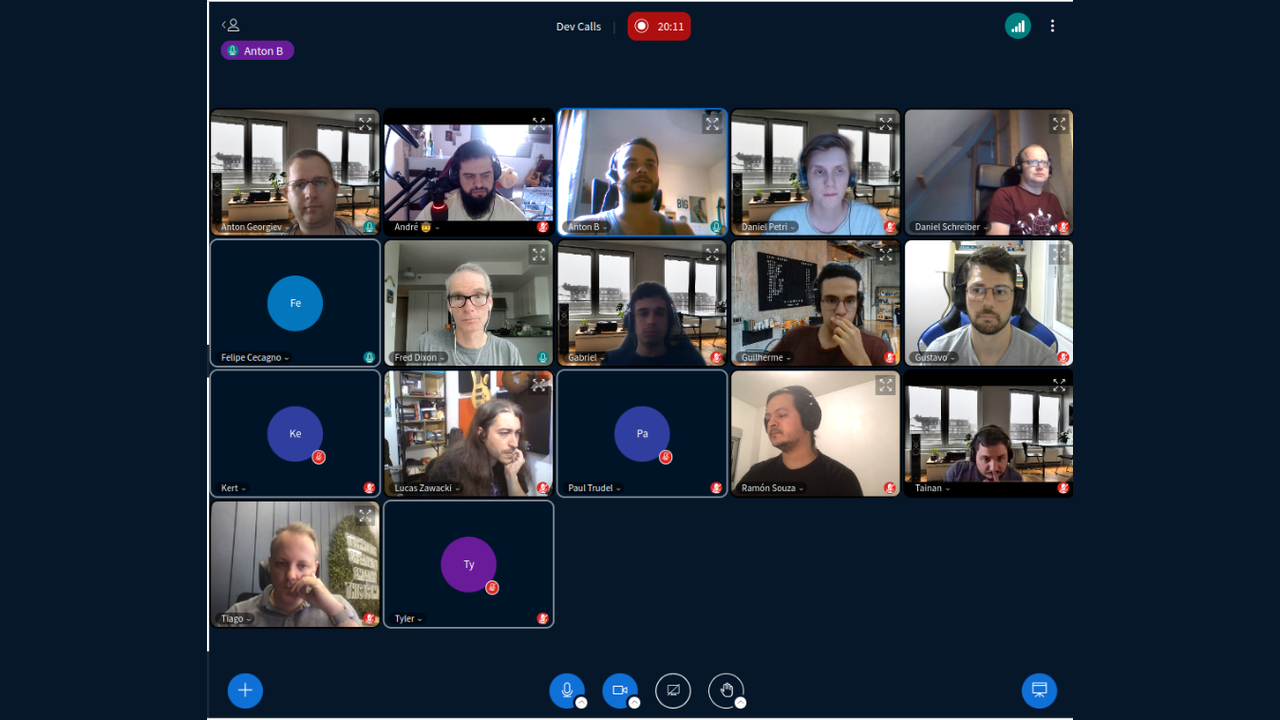 Dev Calls
20:11
Anton B
Anton Georgiev
André 🤠
Anton B
BIG
Daniel Petri
Daniel Schreiber
Fe
Felipe Cecagno
Fred Dixon
Gabriel
Guilherme
Gustavo
Ke
Kert
Lucas Zawacki
Pa
Paul Trudel
Ramón Souza
Tainan
Tiago
Ty
Tyler